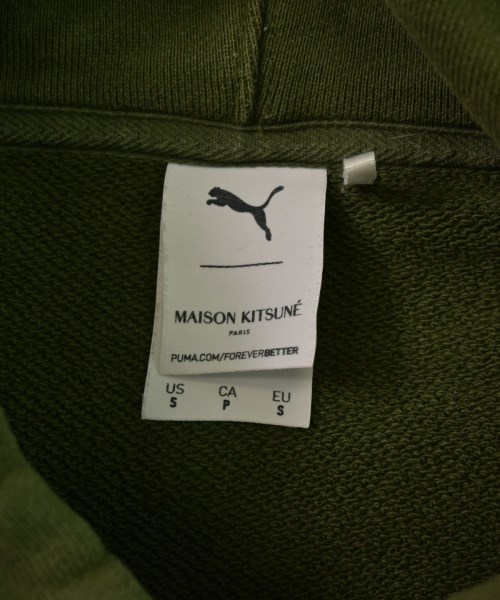 MAISON KITSUNÉ
PARIS
PUMA.COM/FOREVERBETTER
US CA EU
S P S